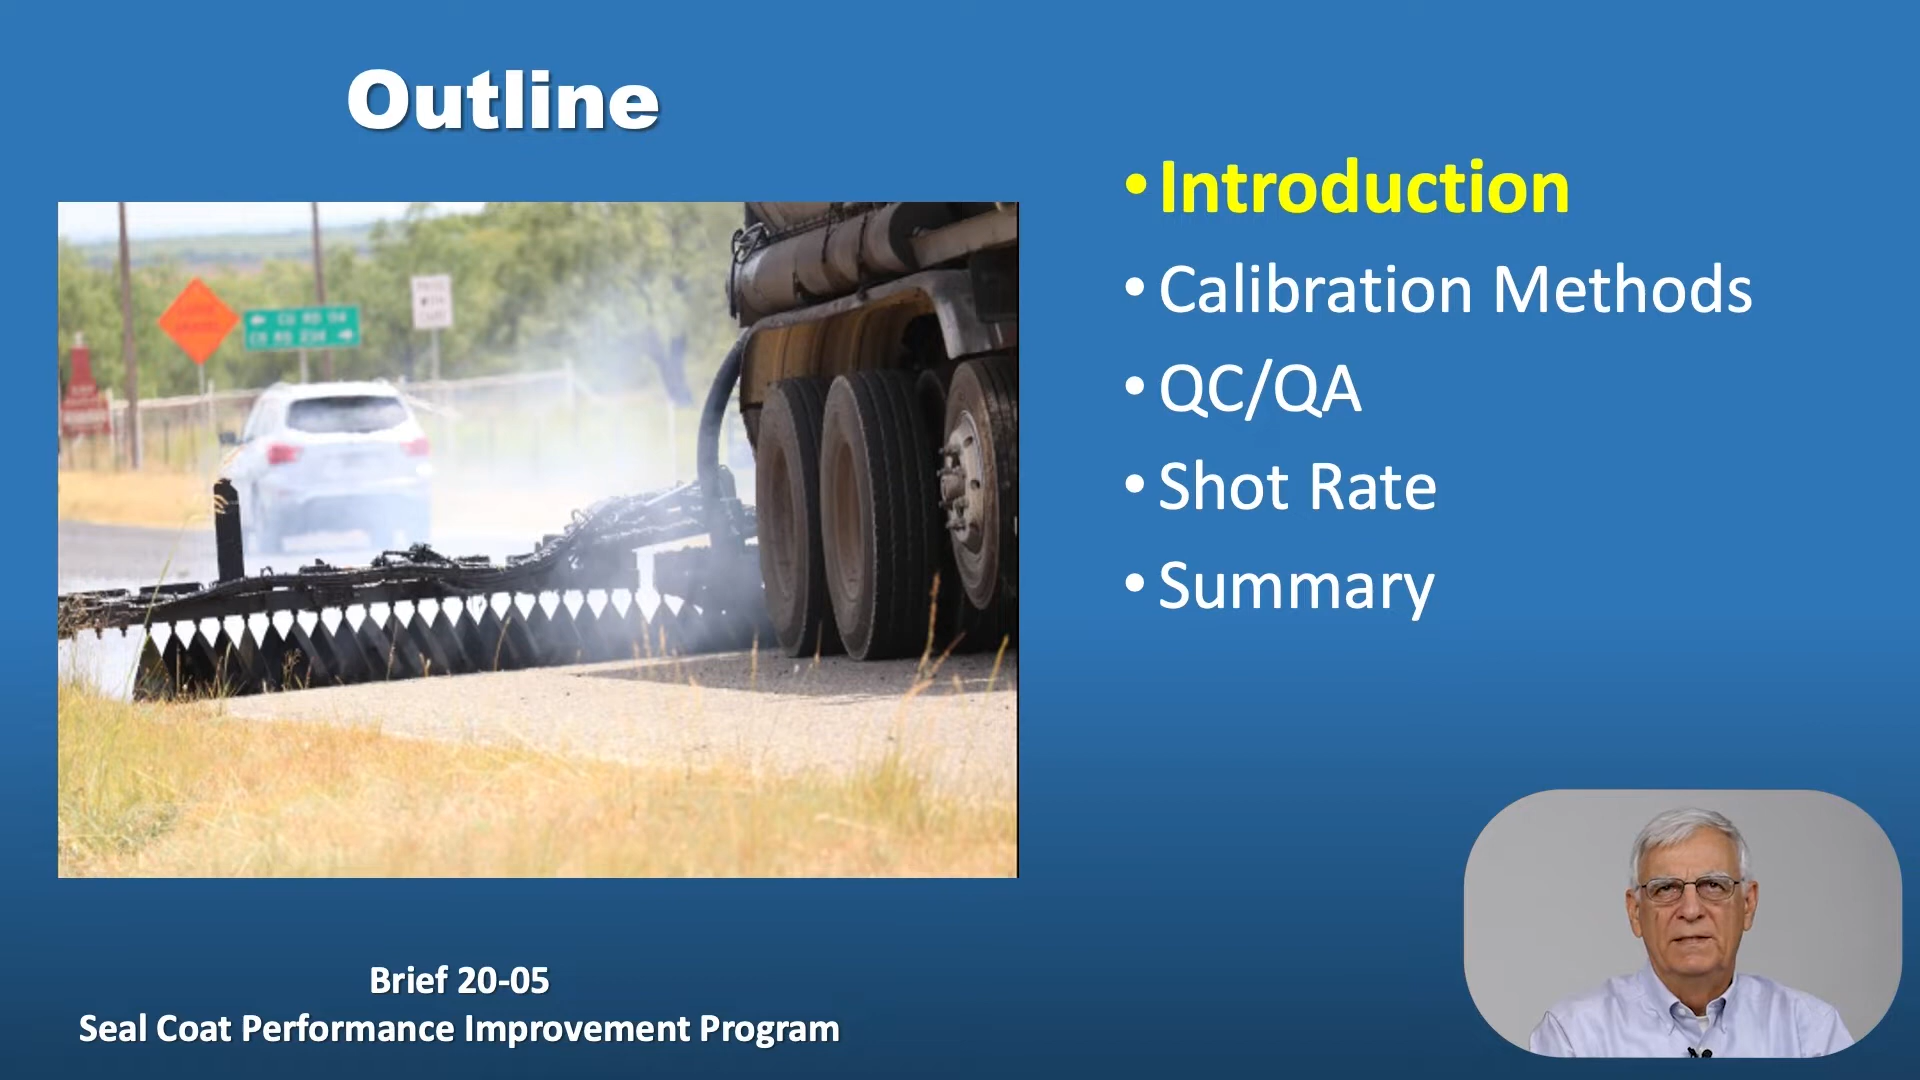 Outline
• Introduction
• Calibration Methods
• QC/QA
• Shot Rate
• Summary
Brief 20-05
Seal Coat Performance Improvement Program